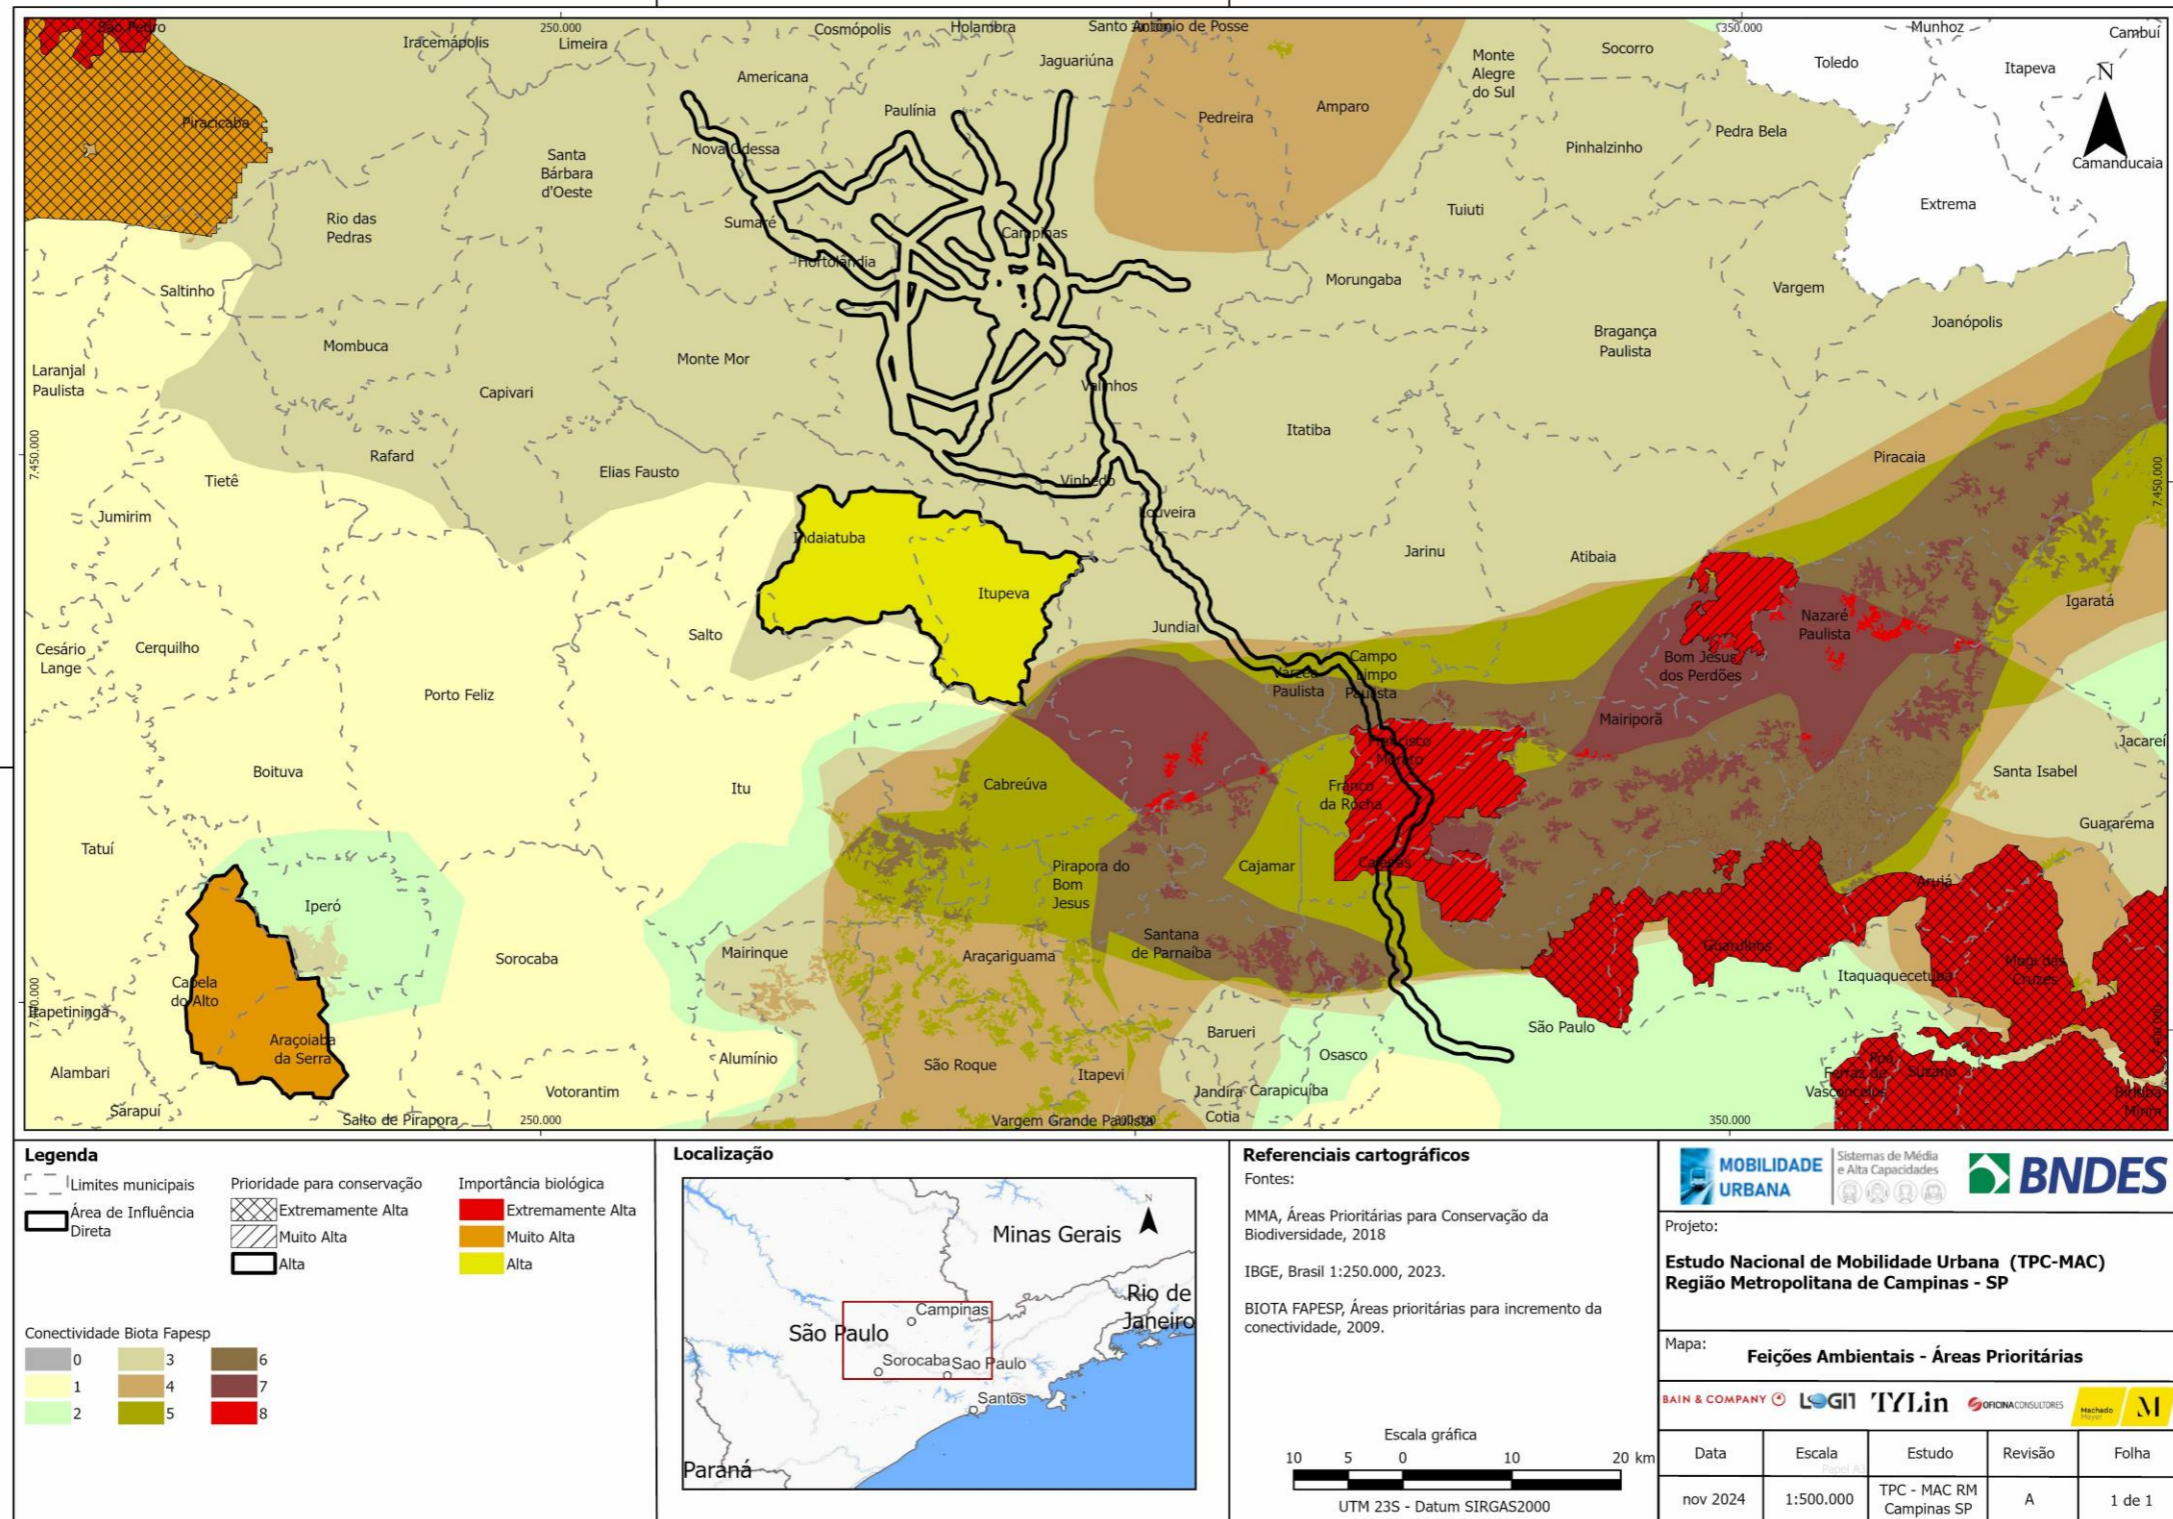 São Pedro
Iracemápolis
250.000
Limeira
Cosmópolis
Holambra
Santo Antônio de Posse
350.000
Munhoz
Cambuí
Americana
Jaguariúna
Monte
Alegre
do Sul
Socorro
Toledo
Itapeva
N
Piracicaba
Paulínia
Pedreira
Amparo
Pedra Bela
Nova Odessa
Pinhalzinho
Camanducaia
Santa
Bárbara
d'Oeste
Rio das
Pedras
Sumaré
Campinas
Tuiuti
Extrema
Hortolândia
Saltinho
Morungaba
Vargem
Mombuca
Monte Mor
Bragança
Paulista
Joanópolis
Laranjal
Paulista
Capivari
Valinhos
Itatiba
7.450.000
Rafard
Elias Fausto
Tietê
Vinhedo
Piracaia
7.450.000
Jumirim
Louveira
Indaiatuba
Jarinu
Atibaia
Itupeva
Igaratá
Cesário
Lange
Cerquilho
Salto
Jundiaí
Nazaré
Paulista
Várzea
Paulista
Campo
Limpo
Paulista
Bom Jesus
dos Perdões
Porto Feliz
Mairiporã
Jacareí
Boituva
Itu
Cabreúva
Francisco
Morato
Franco
da Rocha
Santa Isabel
Tatuí
Guararema
Pirapora do
Bom
Jesus
Cajamar
Caieiras
Arujá
Iperó
Sorocaba
Mairinque
Araçariguama
Santana
de Parnaíba
Guarulhos
Itaquaquecetuba
Mogi das
Cruzes
Capela
do Alto
Itapetininga
Araçoiaba
da Serra
Barueri
Osasco
São Paulo
Alambari
Alumínio
São Roque
Itapevi
Poá
Ferraz de
Vasconcelos
Suzano
Biritiba
Mirim
Sarapuí
Votorantim
Jandira
Carapicuíba
Cotia
Salto de Pirapora
250.000
Vargem Grande Paulista
350.000
Legenda
Limites municipais
Área de Influência
Direta
Prioridade para conservação
Extremamente Alta
Muito Alta
Alta
Importância biológica
Extremamente Alta
Muito Alta
Alta
Conectividade Biota Fapesp
0 3 6
1 4 7
2 5 8
Localização
N
Minas Gerais
Rio de
Janeiro
Campinas
São Paulo
Sorocaba
Sao Paulo
Santos
Paraná
Referenciais cartográficos
Fontes:
MMA, Áreas Prioritárias para Conservação da
Biodiversidade, 2018
IBGE, Brasil 1:250.000, 2023.
BIOTA FAPESP, Áreas prioritárias para incremento da
conectividade, 2009.
Escala gráfica
10 5 0 10 20 km
UTM 23S - Datum SIRGAS2000
MOBILIDADE
URBANA
Sistemas de Média
e Alta Capacidades
BNDES
Projeto:
Estudo Nacional de Mobilidade Urbana (TPC-MAC)
Região Metropolitana de Campinas - SP
Mapa:
Feições Ambientais - Áreas Prioritárias
BAIN & COMPANY
LOGIT
TYLin
OFICINA CONSULTORES
Machado
Meyer
M
Data Escala Estudo Revisão Folha
Papel A3
nov 2024 1:500.000 TPC - MAC RM
Campinas SP A 1 de 1